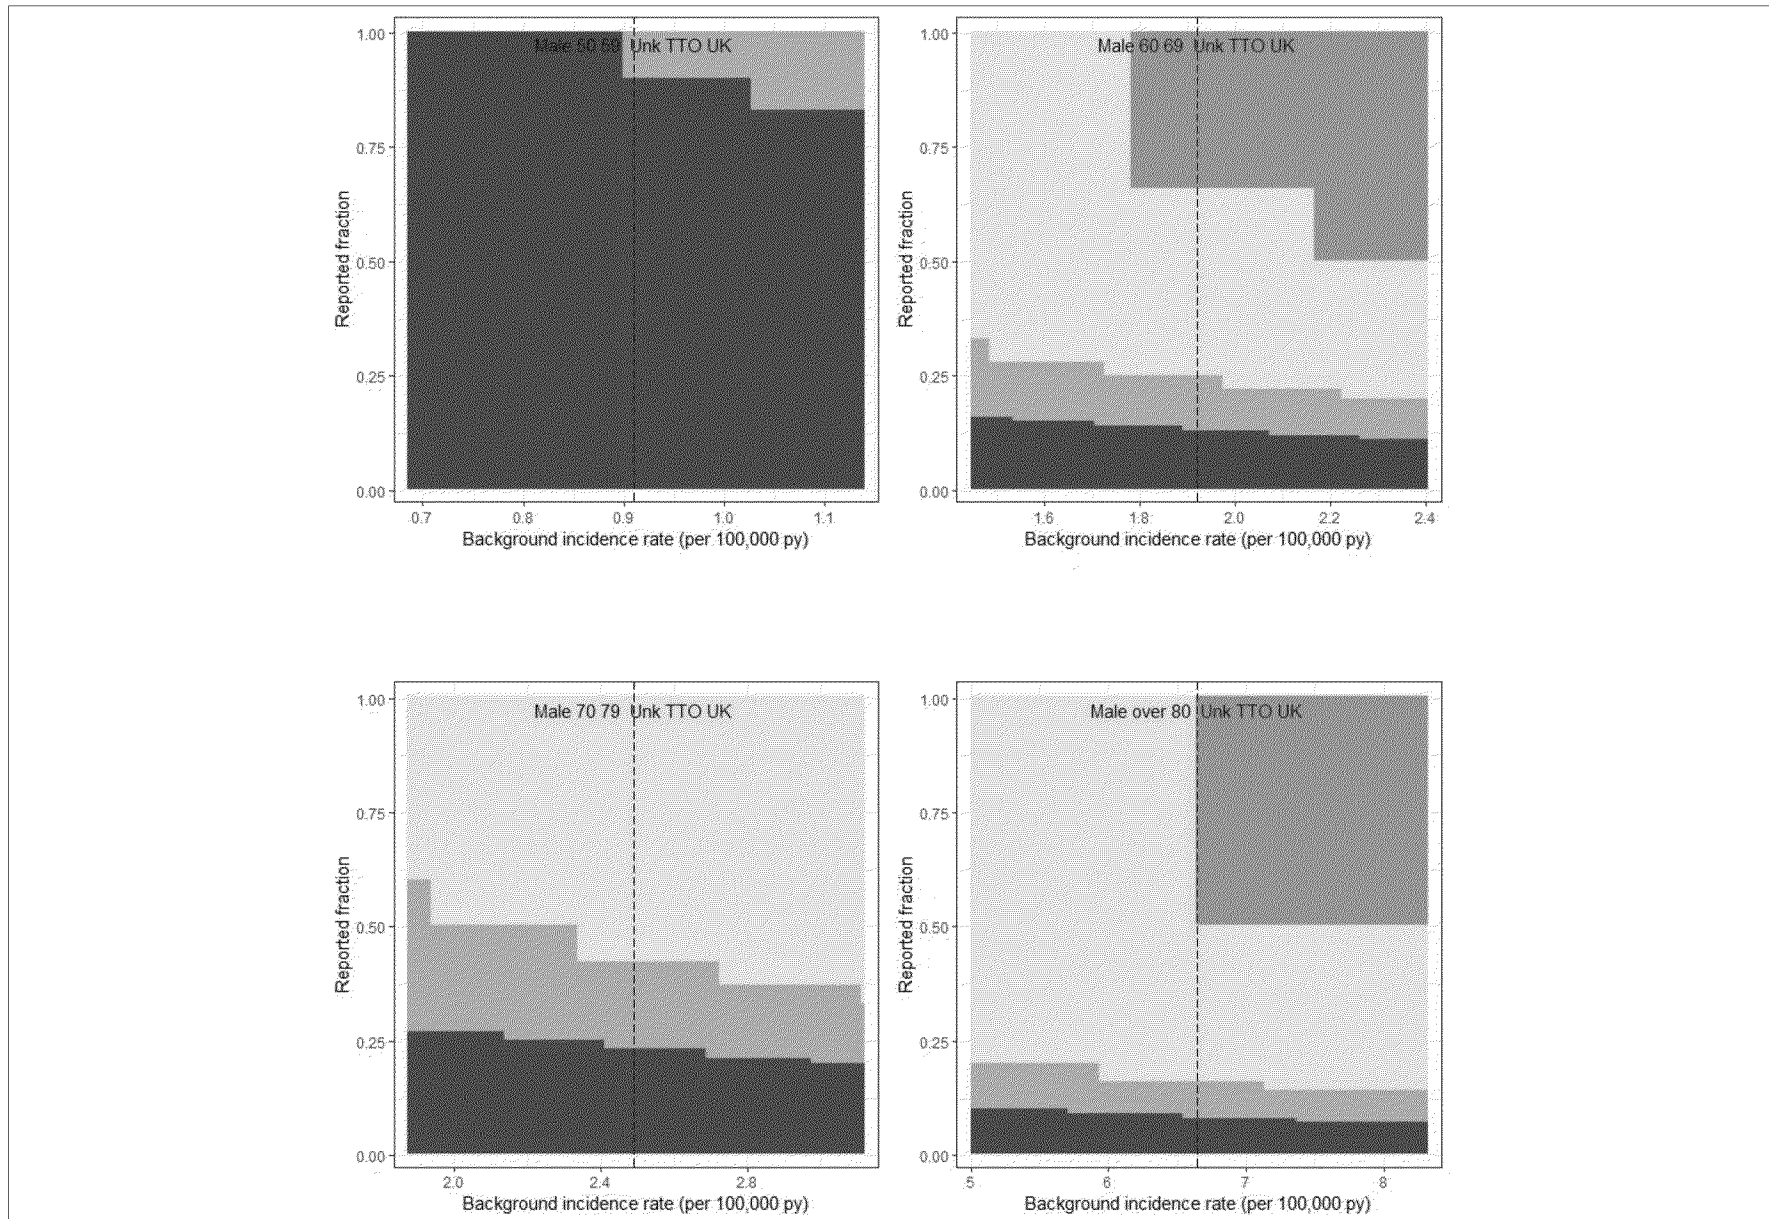 Male 50 59 Unk TTO UK
1.00
0.75
0.50
0.25
0.00
Reported fraction
0.7 0.8 0.9 1.0 1.1
Background incidence rate (per 100,000 py)
Male 60 69 Unk TTO UK
1.00
0.75
0.50
0.25
0.00
Reported fraction
1.6 1.8 2.0 2.2 2.4
Background incidence rate (per 100,000 py)
Male 70 79 Unk TTO UK
1.00
0.75
0.50
0.25
0.00
Reported fraction
2.0 2.4 2.8
Background incidence rate (per 100,000 py)
Male over 80 Unk TTO UK
1.00
0.75
0.50
0.25
0.00
Reported fraction
5 6 7 8
Background incidence rate (per 100,000 py)